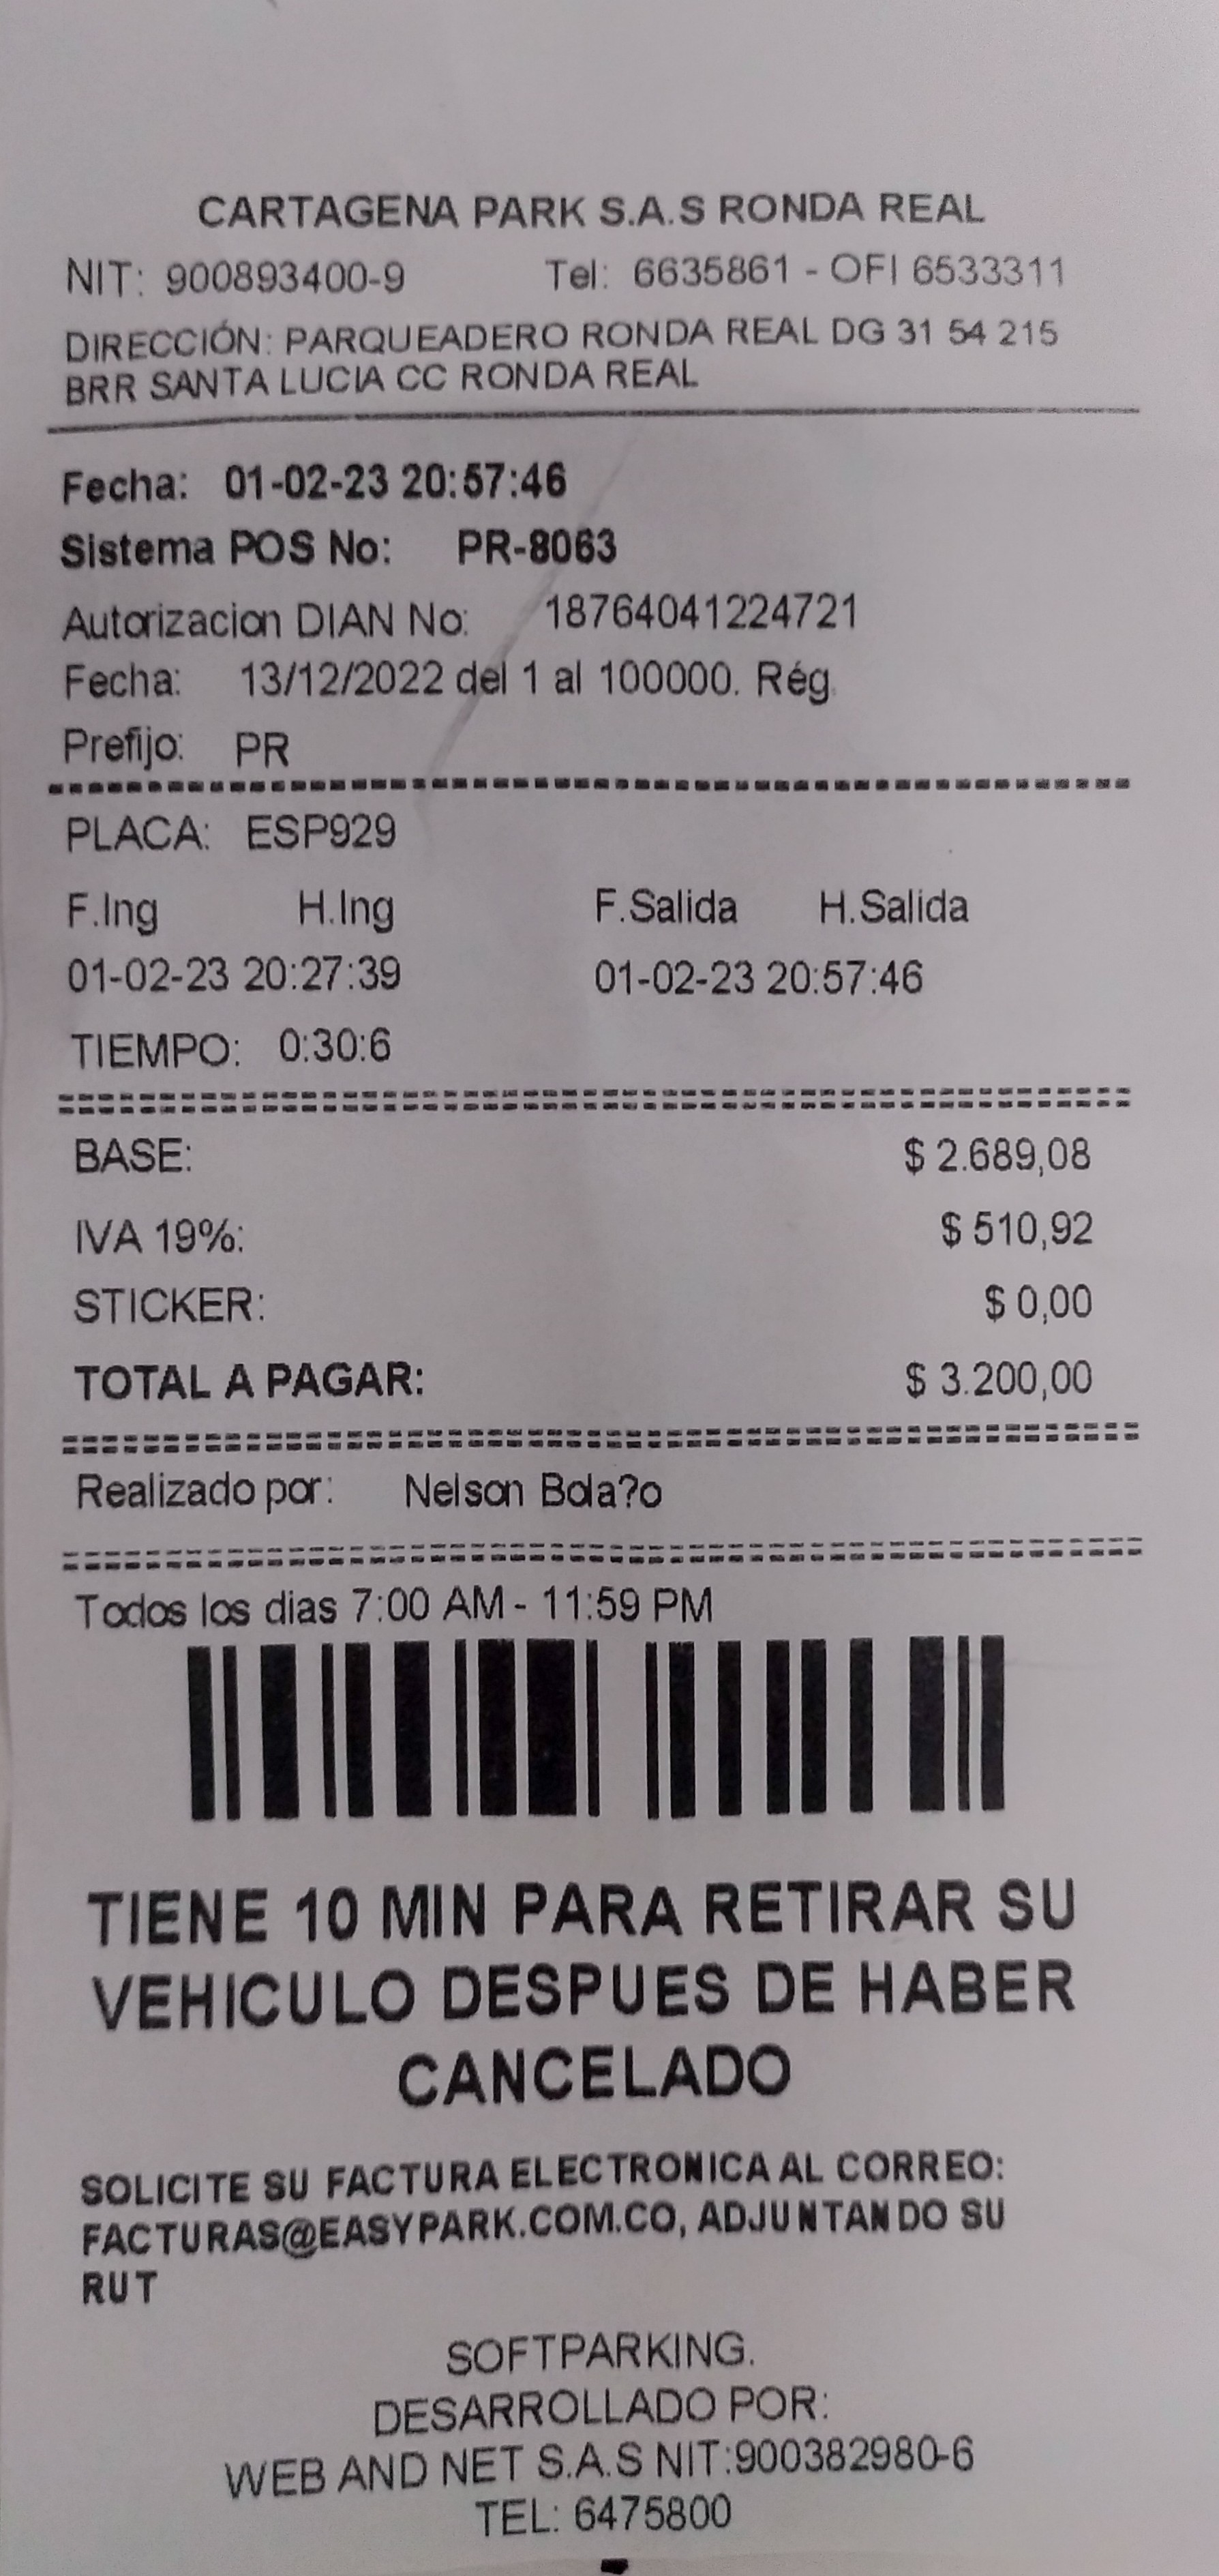 CARTAGENA PARK S.A.S RONDA REAL
NIT: 900893400-9 Tel: 6635861 - OFI 6533311
DIRECCIÓN: PARQUEADERO RONDA REAL DG 31 54 215
BRR SANTA LUCIA CC RONDA REAL
Fecha: 01-02-23 20:57:46
Sistema POS No: PR-8063
Autorizacion DIAN No: 18764041224721
Fecha: 13/12/2022 del 1 al 100000. Rég.
Prefijo: PR
PLACA: ESP929
F.Ing H.Ing F.Salida H.Salida
01-02-23 20:27:39 01-02-23 20:57:46
TIEMPO: 0:30:6
BASE: $ 2.689,08
IVA 19%: $ 510,92
STICKER: $ 0,00
TOTAL A PAGAR: $ 3.200,00
Realizado por: Nelson Bola?o
Todos los dias 7:00 AM - 11:59 PM
TIENE 10 MIN PARA RETIRAR SU
VEHICULO DESPUES DE HABER
CANCELADO
SOLICITE SU FACTURA ELECTRONICA AL CORREO:
FACTURAS@EASYPARK.COM.CO, ADJUNTANDO SU
RUT
SOFTPARKING.
DESARROLLADO POR:
WEB AND NET S.A.S NIT:900382980-6
TEL: 6475800